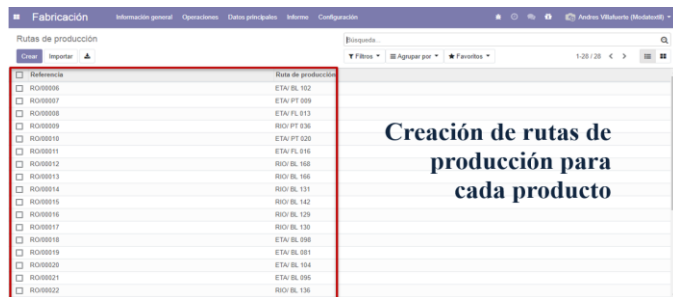 Fabricación Información general Operaciones Datos principales Informe Configuración Andres Villafuerte (Modatextil)
Rutas de producción Búsqueda...
Crear Importar Filtros Agrupar por Favoritos 1-28 / 28
Referencia Ruta de producción
RO/00006 ETA/ BL 102
RO/00007 ETA/ PT 009
RO/00008 ETA/ FL 013
RO/00009 RIO/ PT 036
RO/00010 ETA/ PT 020
RO/00011 ETA/ FL 016
RO/00012 RIO/ BL 168
RO/00013 RIO/ BL 166
RO/00014 RIO/ BL 131
RO/00015 RIO/ BL 142
RO/00016 RIO/ BL 129
RO/00017 RIO/ BL 130
RO/00018 ETA/ BL 098
RO/00019 ETA/ BL 081
RO/00020 ETA/ BL 104
RO/00021 ETA/ BL 095
RO/00022 RIO/ BL 136
Creación de rutas de
producción para
cada producto